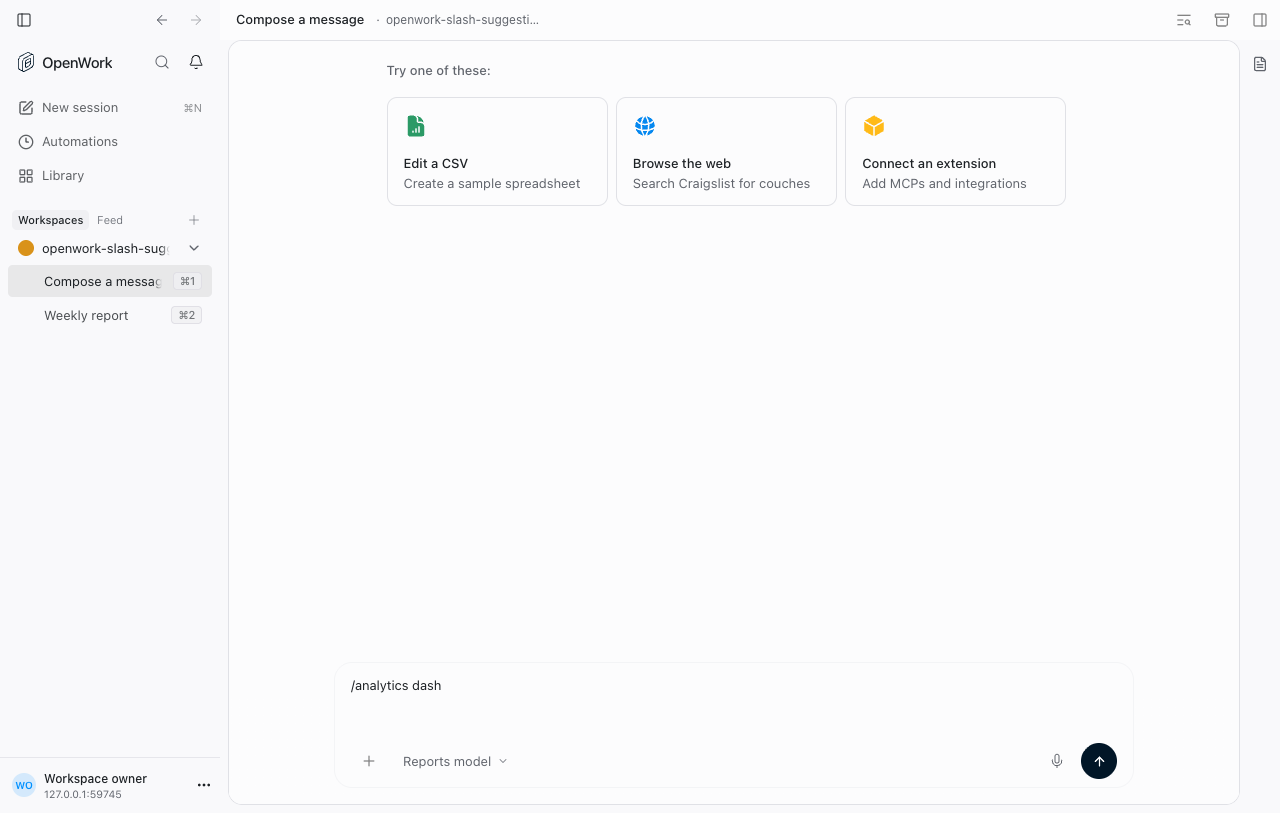 Compose a message · openwork-slash-suggesti...
OpenWork
New session ⌘N
Automations
Library
Workspaces Feed
openwork-slash-sug
Compose a messag ⌘1
Weekly report ⌘2
Try one of these:
Edit a CSV
Create a sample spreadsheet
Browse the web
Search Craigslist for couches
Connect an extension
Add MCPs and integrations
/analytics dash
Reports model
WO
Workspace owner
127.0.0.1:59745